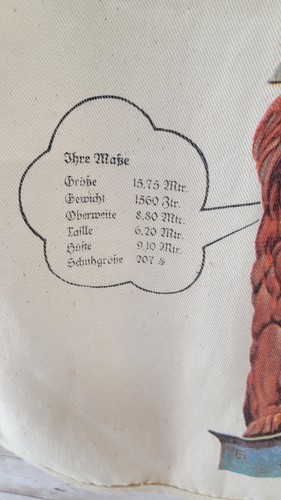 Ihre Maße
Größe 15,75 Mtr.
Gewicht 1560 Ztr.
Oberweite 8,80 Mtr.
Taille 6,20 Mtr.
Hüfte 9,10 Mtr.
Schuhgröße 207 ½